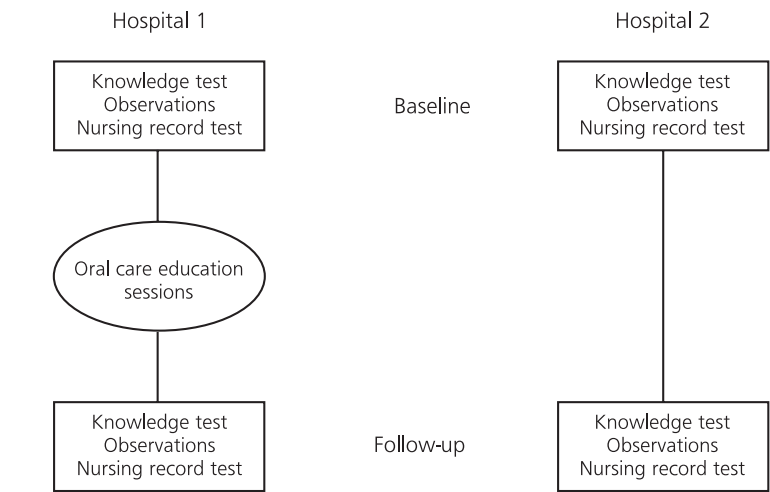 Hospital 1
Hospital 2
Knowledge test
Observations
Nursing record test
Baseline
Knowledge test
Observations
Nursing record test
Oral care education
sessions
Knowledge test
Observations
Nursing record test
Follow-up
Knowledge test
Observations
Nursing record test